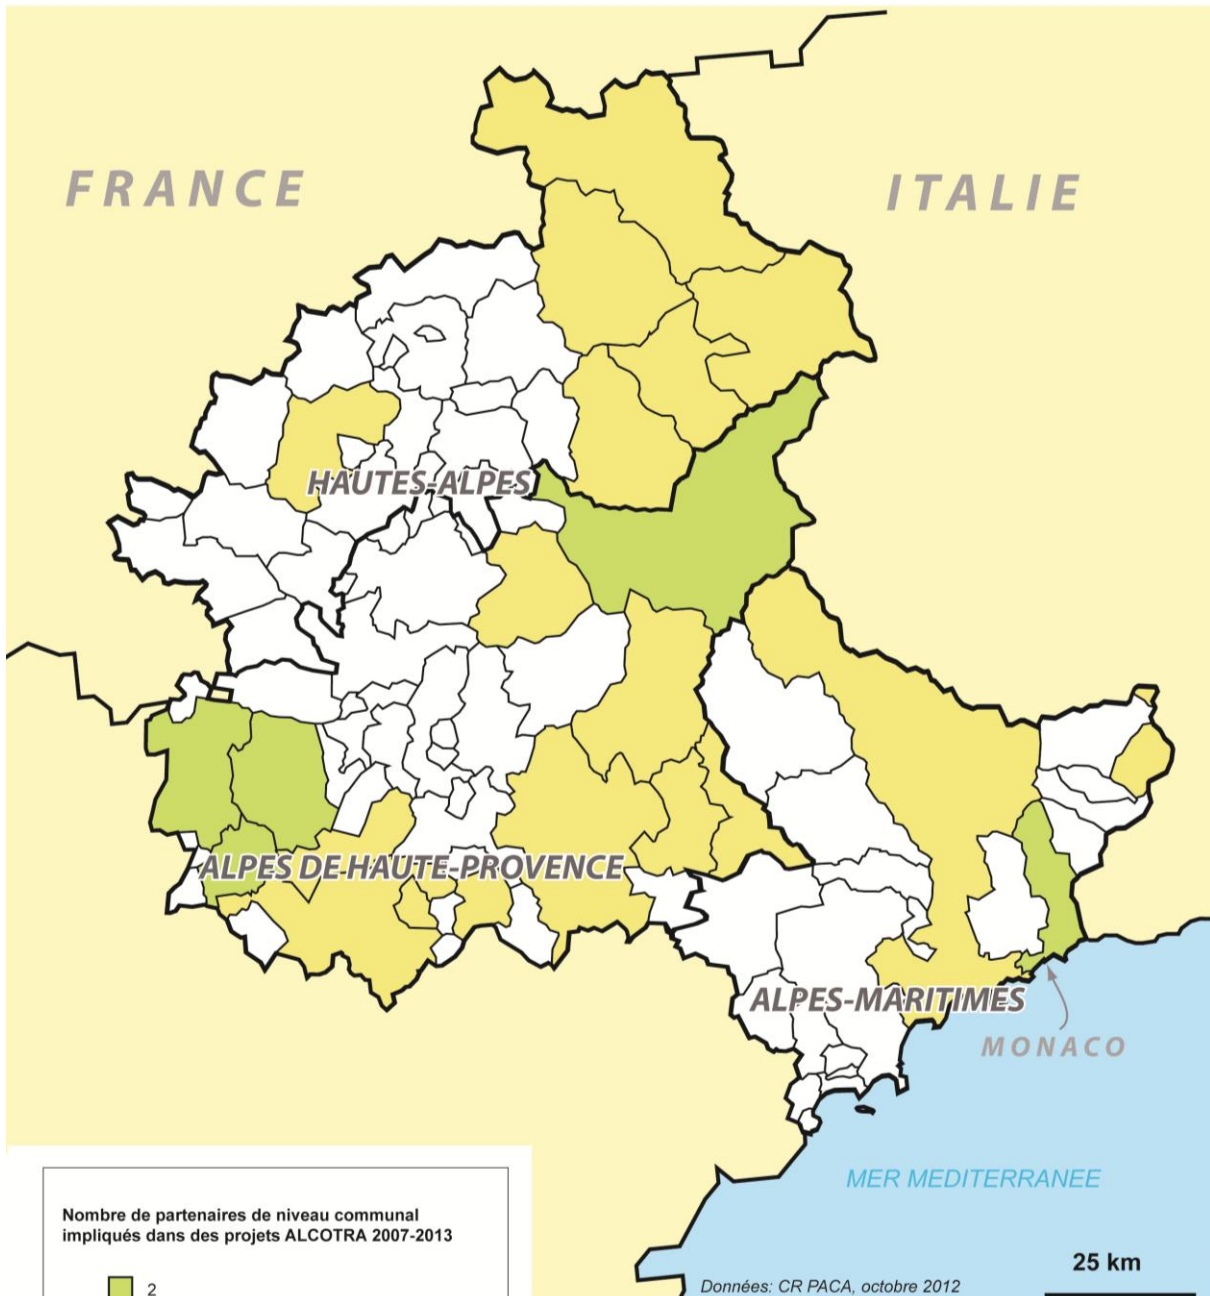 FRANCE
ITALIE
HAUTES-ALPES
ALPES DE HAUTE-PROVENCE
ALPES-MARITIMES
MONACO
MER MEDITERRANEE
Nombre de partenaires de niveau communal
impliqués dans des projets ALCOTRA 2007-2013
2
25 km
Données: CR PACA, octobre 2012